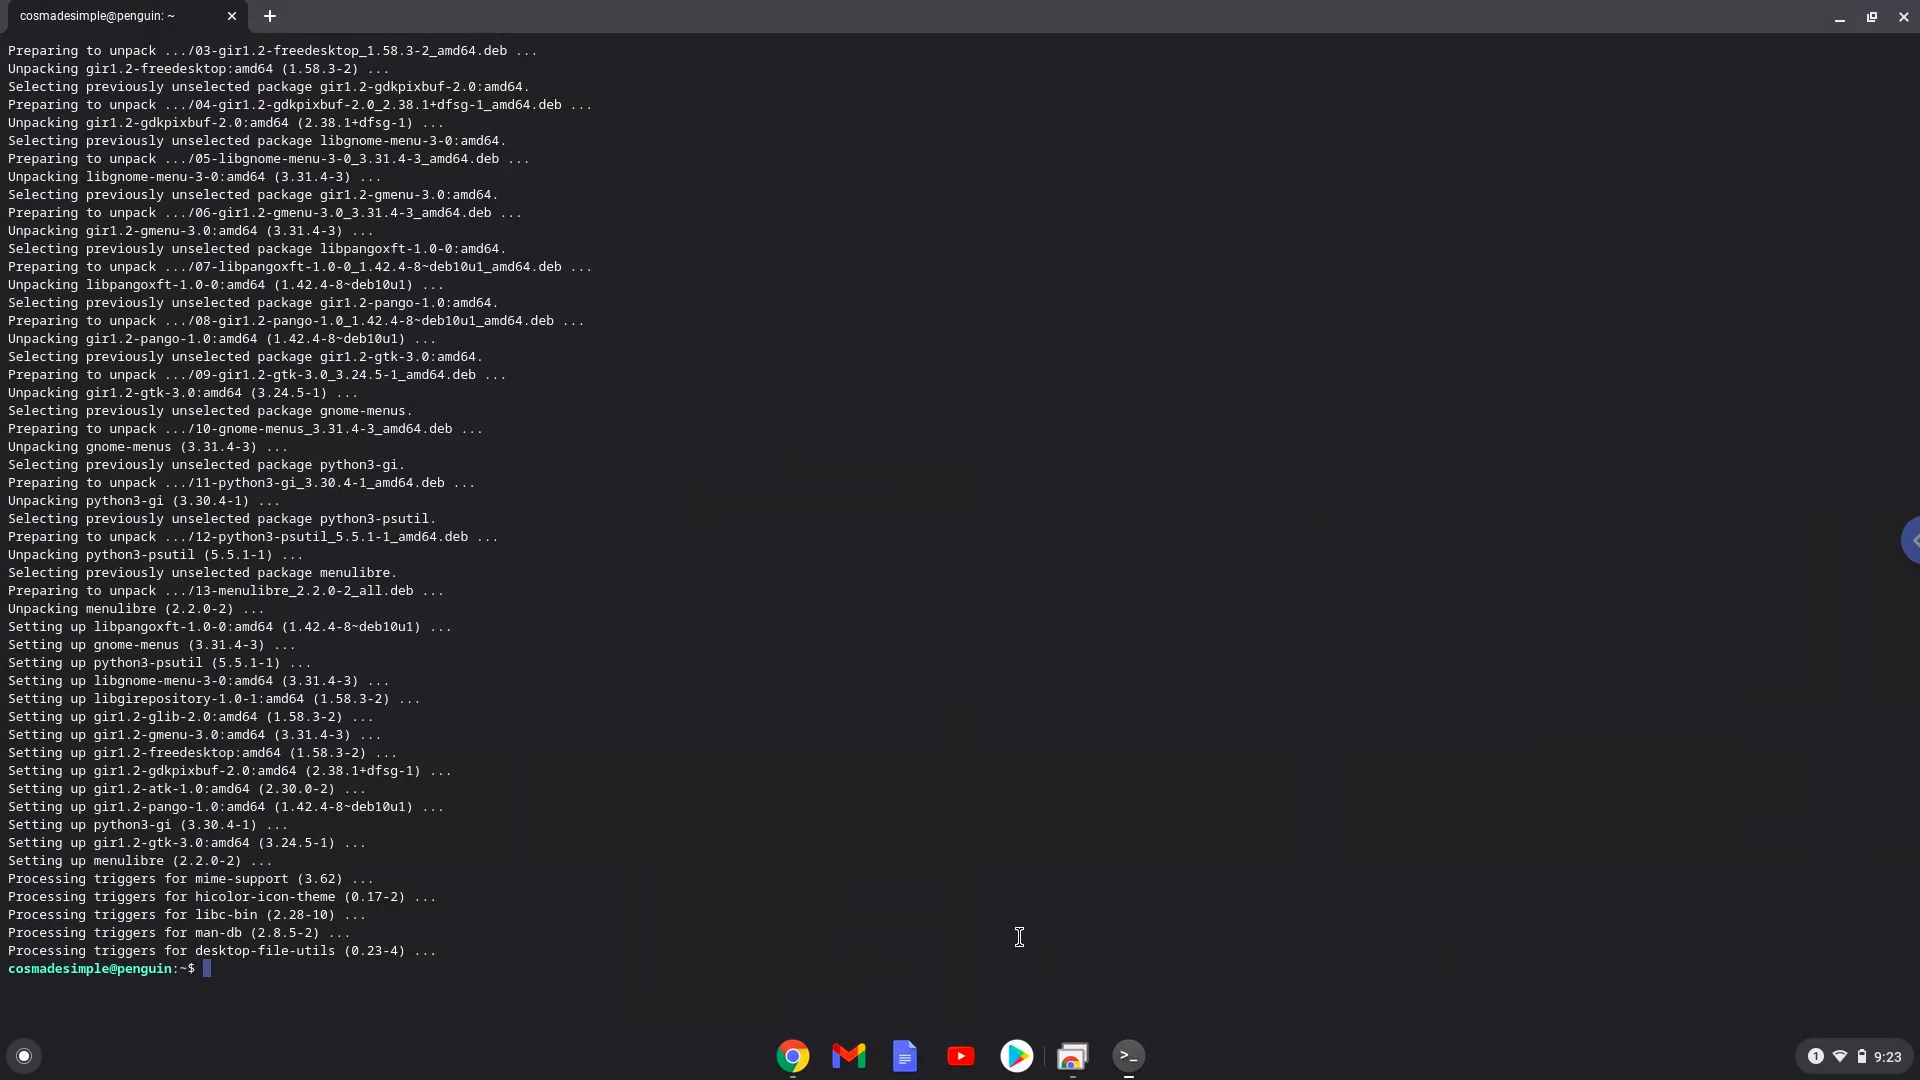 cosmadesimple@penguin: ~
Preparing to unpack .../03-gir1.2-freedesktop_1.58.3-2_amd64.deb ...
Unpacking gir1.2-freedesktop:amd64 (1.58.3-2) ...
Selecting previously unselected package gir1.2-gdkpixbuf-2.0:amd64.
Preparing to unpack .../04-gir1.2-gdkpixbuf-2.0_2.38.1+dfsg-1_amd64.deb ...
Unpacking gir1.2-gdkpixbuf-2.0:amd64 (2.38.1+dfsg-1) ...
Selecting previously unselected package libgnome-menu-3-0:amd64.
Preparing to unpack .../05-libgnome-menu-3-0_3.31.4-3_amd64.deb ...
Unpacking libgnome-menu-3-0:amd64 (3.31.4-3) ...
Selecting previously unselected package gir1.2-gmenu-3.0:amd64.
Preparing to unpack .../06-gir1.2-gmenu-3.0_3.31.4-3_amd64.deb ...
Unpacking gir1.2-gmenu-3.0:amd64 (3.31.4-3) ...
Selecting previously unselected package libpangoxft-1.0-0:amd64.
Preparing to unpack .../07-libpangoxft-1.0-0_1.42.4-8~deb10u1_amd64.deb ...
Unpacking libpangoxft-1.0-0:amd64 (1.42.4-8~deb10u1) ...
Selecting previously unselected package gir1.2-pango-1.0:amd64.
Preparing to unpack .../08-gir1.2-pango-1.0_1.42.4-8~deb10u1_amd64.deb ...
Unpacking gir1.2-pango-1.0:amd64 (1.42.4-8~deb10u1) ...
Selecting previously unselected package gir1.2-gtk-3.0:amd64.
Preparing to unpack .../09-gir1.2-gtk-3.0_3.24.5-1_amd64.deb ...
Unpacking gir1.2-gtk-3.0:amd64 (3.24.5-1) ...
Selecting previously unselected package gnome-menus.
Preparing to unpack .../10-gnome-menus_3.31.4-3_amd64.deb ...
Unpacking gnome-menus (3.31.4-3) ...
Selecting previously unselected package python3-gi.
Preparing to unpack .../11-python3-gi_3.30.4-1_amd64.deb ...
Unpacking python3-gi (3.30.4-1) ...
Selecting previously unselected package python3-psutil.
Preparing to unpack .../12-python3-psutil_5.5.1-1_amd64.deb ...
Unpacking python3-psutil (5.5.1-1) ...
Selecting previously unselected package menulibre.
Preparing to unpack .../13-menulibre_2.2.0-2_all.deb ...
Unpacking menulibre (2.2.0-2) ...
Setting up libpangoxft-1.0-0:amd64 (1.42.4-8~deb10u1) ...
Setting up gnome-menus (3.31.4-3) ...
Setting up python3-psutil (5.5.1-1) ...
Setting up libgnome-menu-3-0:amd64 (3.31.4-3) ...
Setting up libgirepository-1.0-1:amd64 (1.58.3-2) ...
Setting up gir1.2-glib-2.0:amd64 (1.58.3-2) ...
Setting up gir1.2-gmenu-3.0:amd64 (3.31.4-3) ...
Setting up gir1.2-freedesktop:amd64 (1.58.3-2) ...
Setting up gir1.2-gdkpixbuf-2.0:amd64 (2.38.1+dfsg-1) ...
Setting up gir1.2-atk-1.0:amd64 (2.30.0-2) ...
Setting up gir1.2-pango-1.0:amd64 (1.42.4-8~deb10u1) ...
Setting up python3-gi (3.30.4-1) ...
Setting up gir1.2-gtk-3.0:amd64 (3.24.5-1) ...
Setting up menulibre (2.2.0-2) ...
Processing triggers for mime-support (3.62) ...
Processing triggers for hicolor-icon-theme (0.17-2) ...
Processing triggers for libc-bin (2.28-10) ...
Processing triggers for man-db (2.8.5-2) ...
Processing triggers for desktop-file-utils (0.23-4) ...
cosmadesimple@penguin:~$
1 9:23